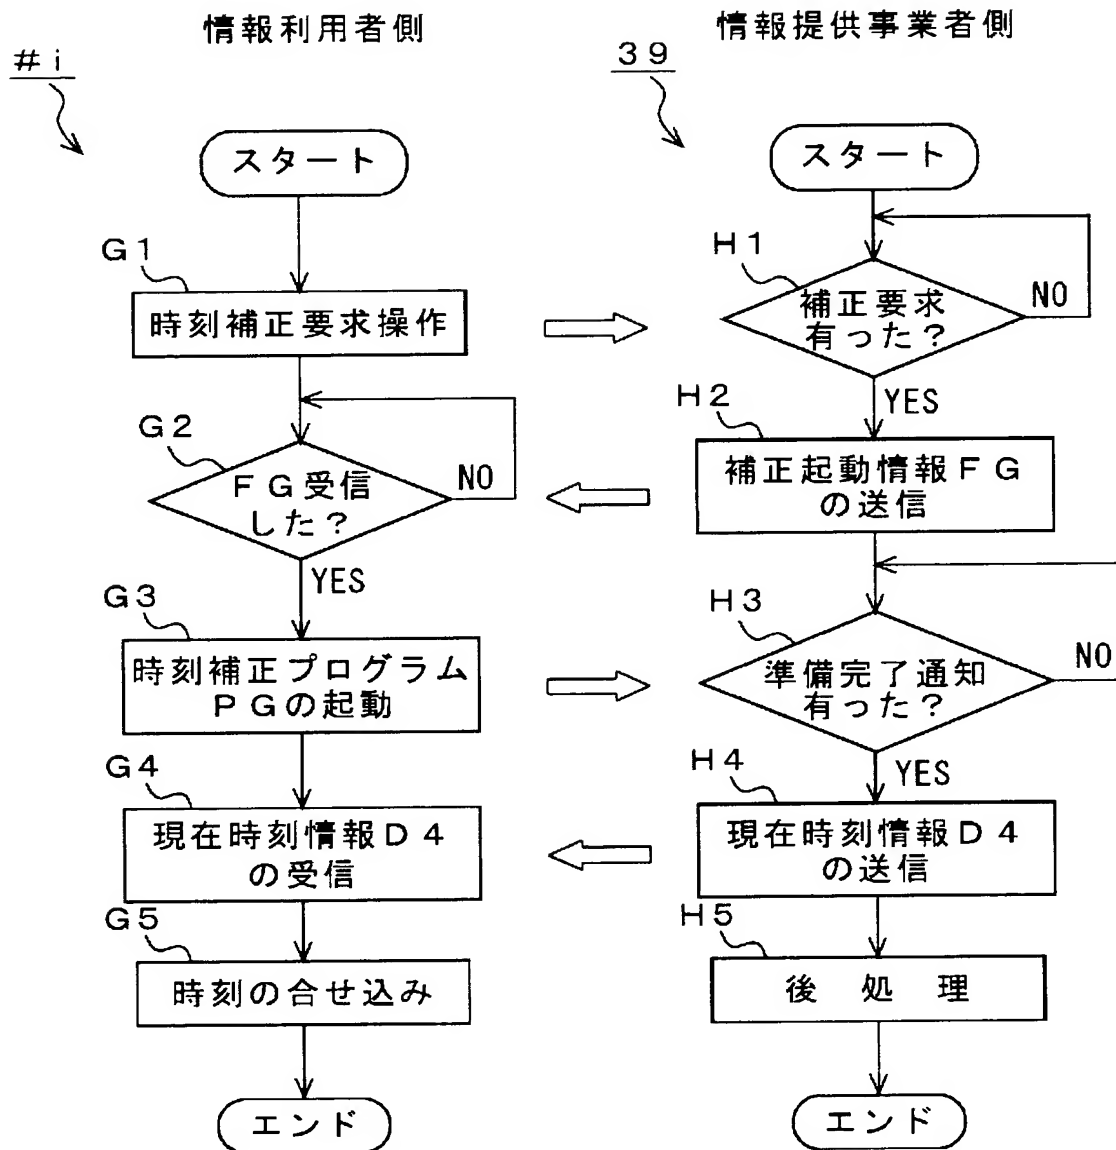 情報利用者側
#i
スタート
G1
時刻補正要求操作
G2
FG受信
した?
NO
YES
G3
時刻補正プログラム
PGの起動
G4
現在時刻情報D4
の受信
G5
時刻の合せ込み
エンド
情報提供事業者側
39
スタート
H1
補正要求
有った?
NO
YES
H2
補正起動情報FG
の送信
H3
準備完了通知
有った?
NO
YES
H4
現在時刻情報D4
の送信
H5
後 処 理
エンド